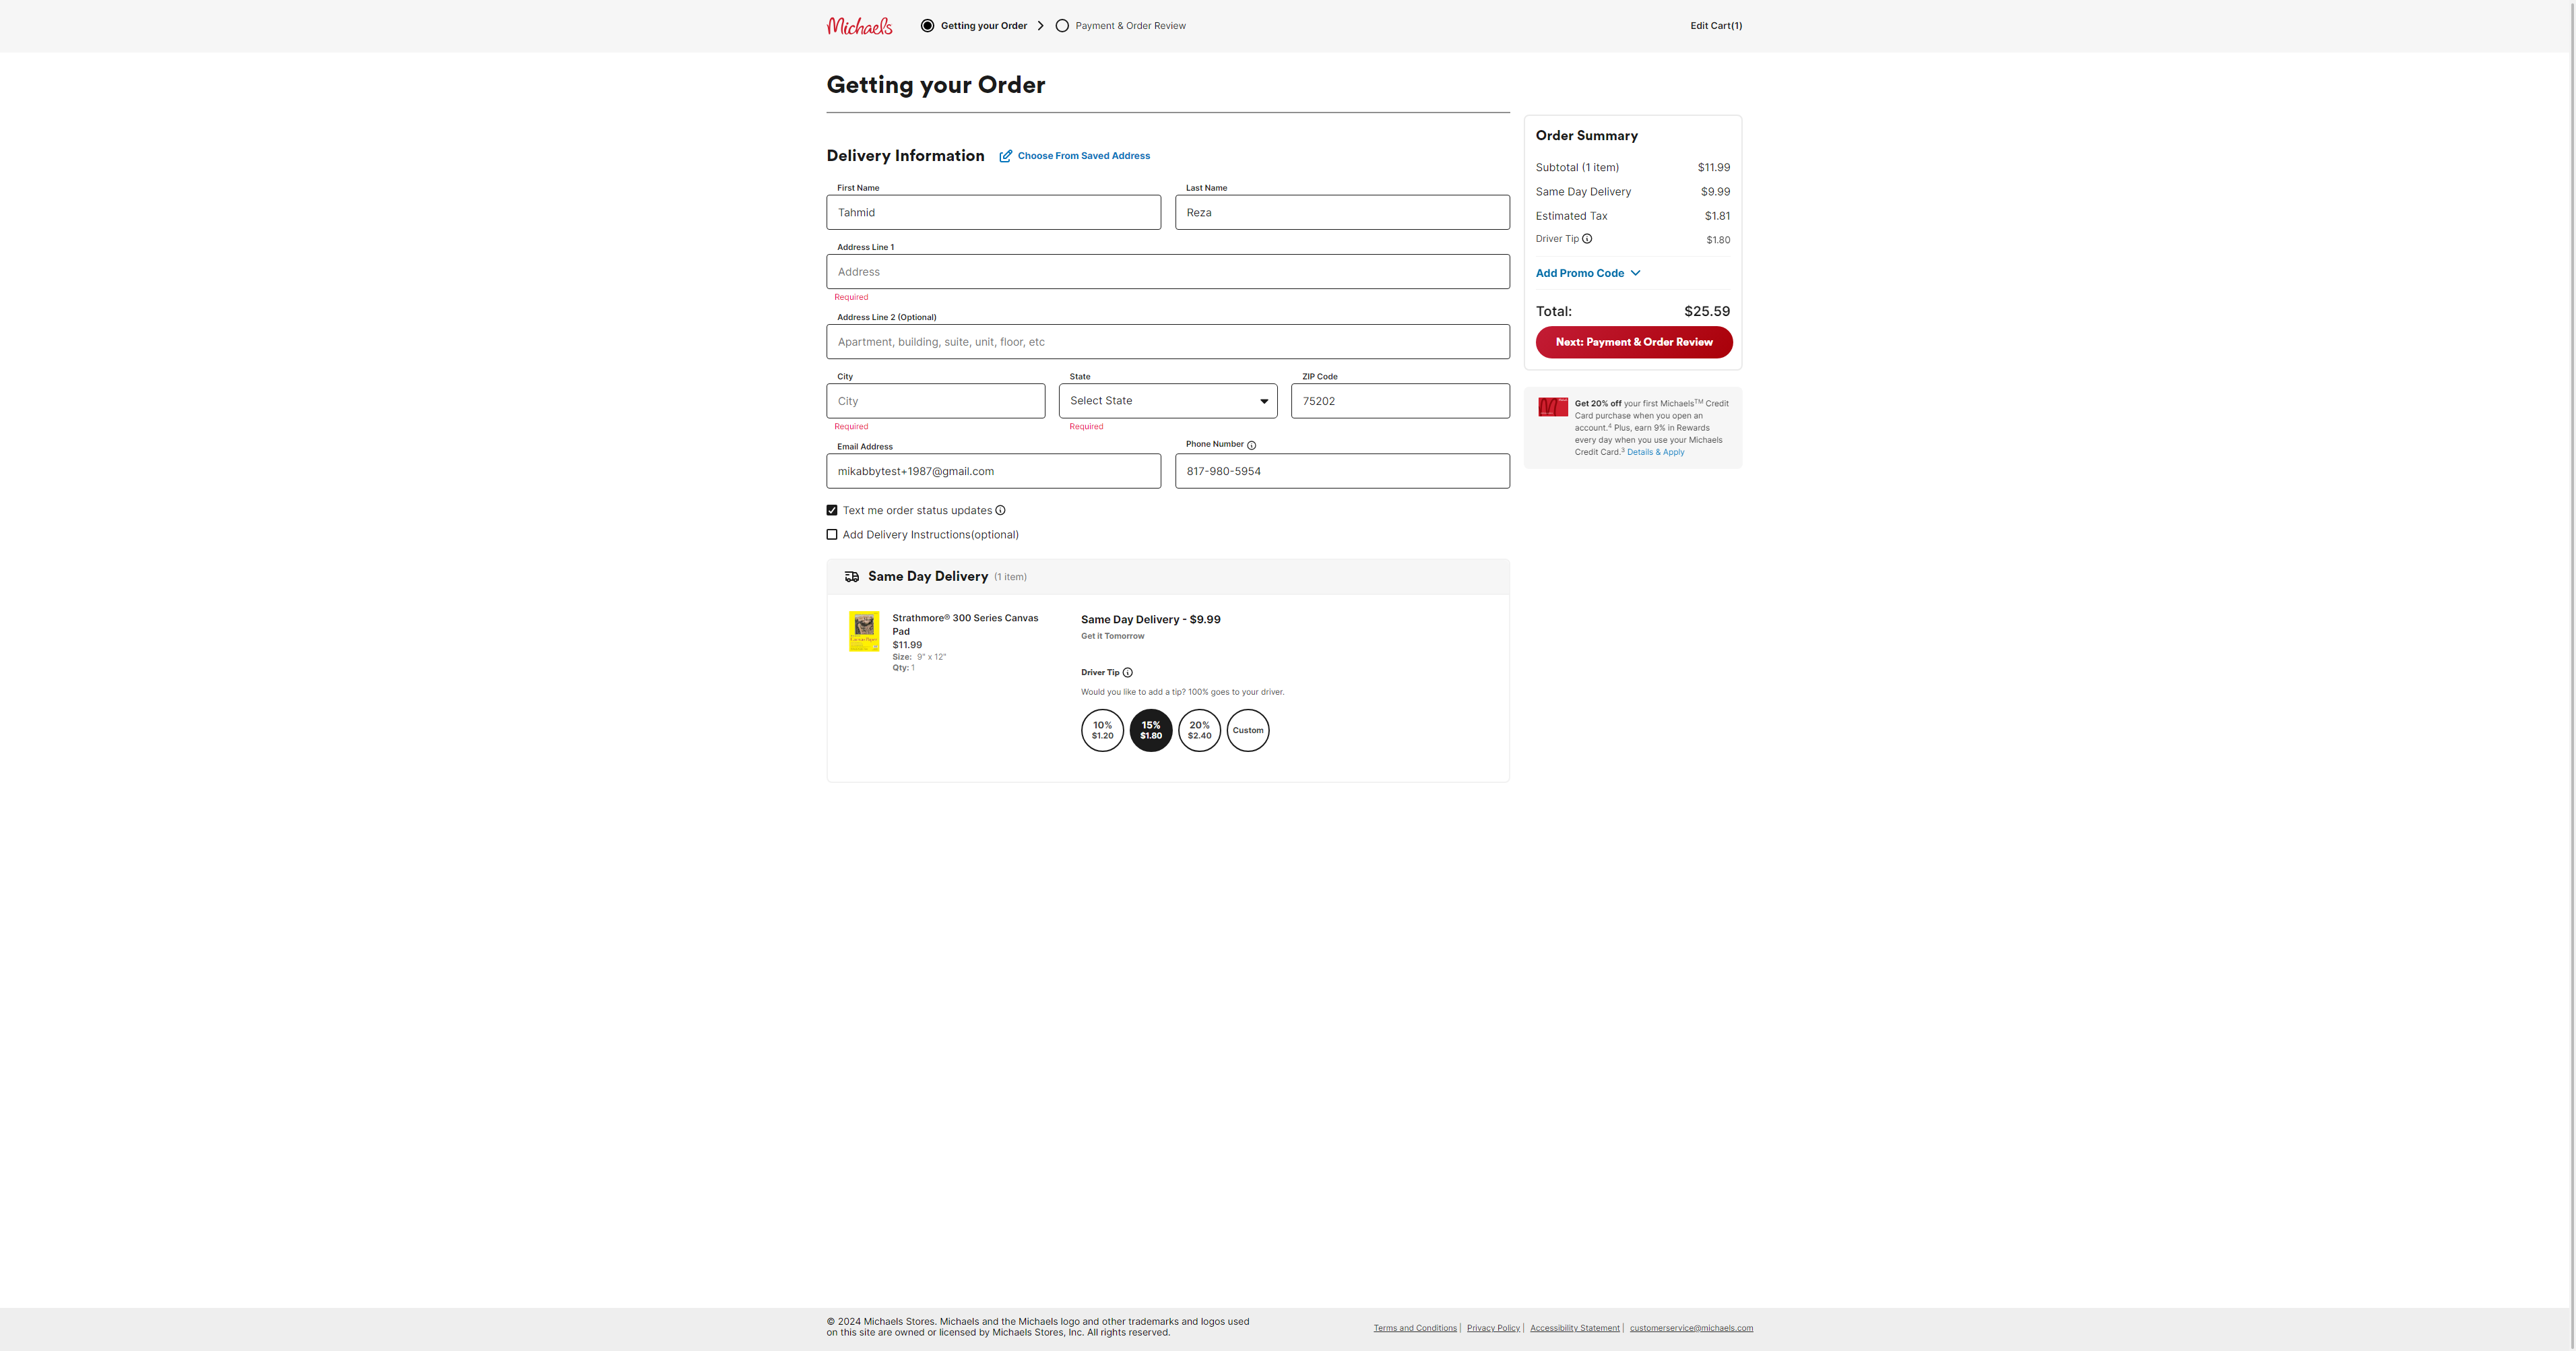 Michaels
Getting your Order
Payment & Order Review
Edit Cart(1)
Getting your Order
Delivery Information
Choose From Saved Address
First Name
Last Name
Tahmid
Reza
Address Line 1
Address
Required
Address Line 2 (Optional)
Apartment, building, suite, unit, floor, etc
City
State
ZIP Code
City
Select State
75202
Required
Required
Email Address
Phone Number
mikabbytest+1987@gmail.com
817-980-5954
Text me order status updates
Add Delivery Instructions(optional)
Same Day Delivery (1 item)
Strathmore® 300 Series Canvas
Pad
$11.99
Size: 9" x 12"
Qty: 1
Same Day Delivery - $9.99
Get it Tomorrow
Driver Tip
Would you like to add a tip? 100% goes to your driver.
10%
$1.20
15%
$1.80
20%
$2.40
Custom
Order Summary
Subtotal (1 item) $11.99
Same Day Delivery $9.99
Estimated Tax $1.81
Driver Tip $1.80
Add Promo Code
Total: $25.59
Next: Payment & Order Review
Get 20% off your first Michaels™ Credit
Card purchase when you open an
account.⁴ Plus, earn 9% in Rewards
every day when you use your Michaels
Credit Card.³ Details & Apply
© 2024 Michaels Stores. Michaels and the Michaels logo and other trademarks and logos used
on this site are owned or licensed by Michaels Stores, Inc. All rights reserved.
Terms and Conditions | Privacy Policy | Accessibility Statement | customerservice@michaels.com